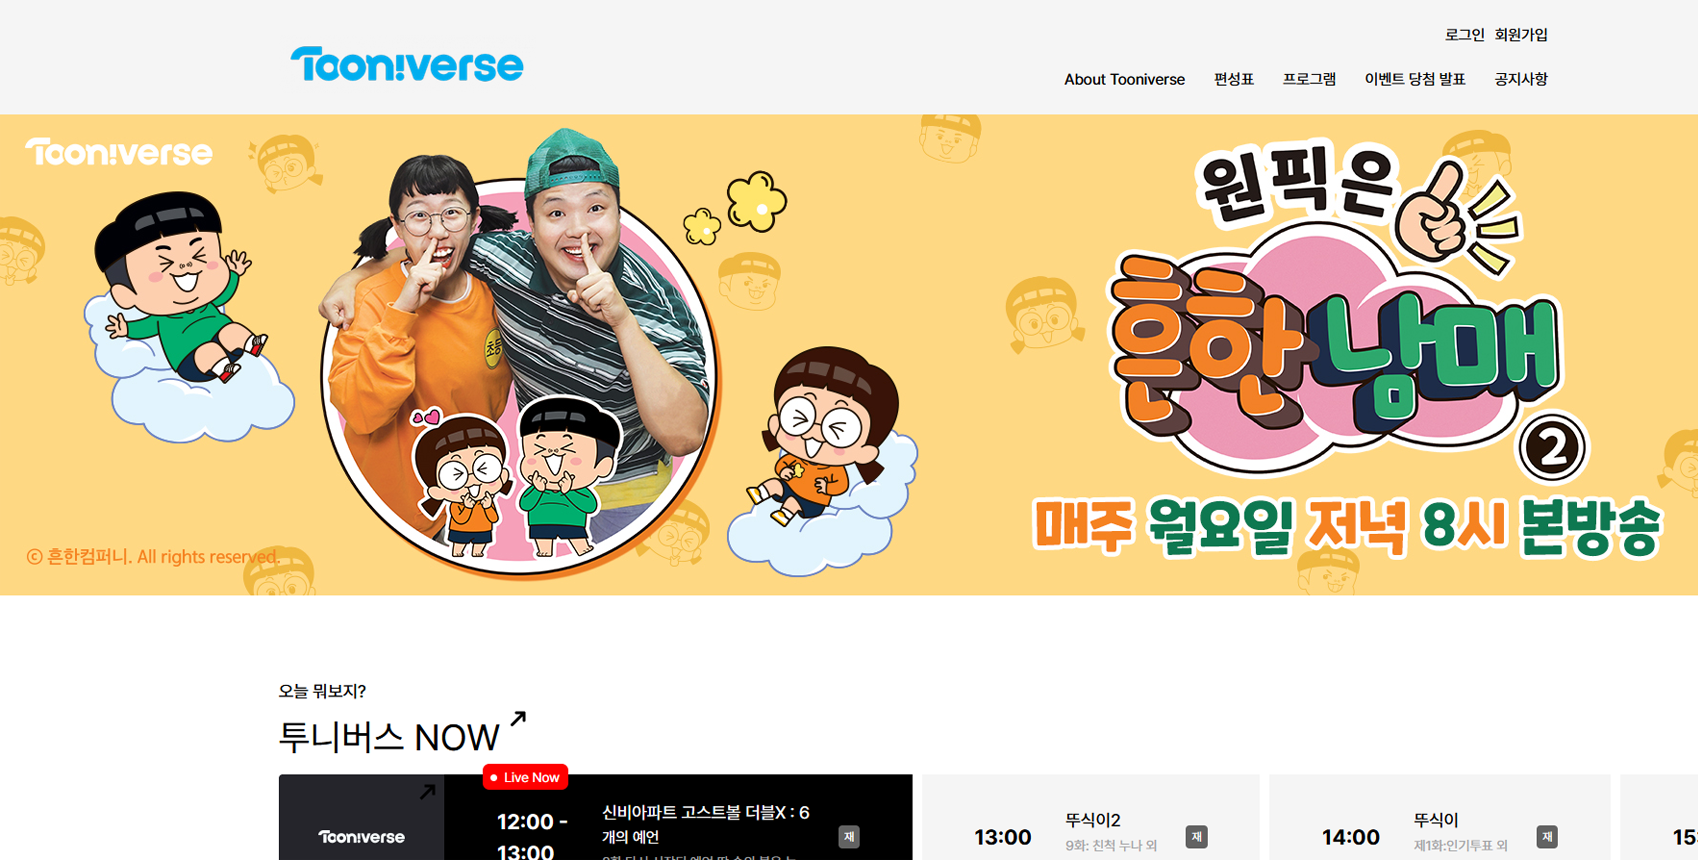 로그인 회원가입
Tooniverse
About Tooniverse 편성표 프로그램 이벤트 당첨 발표 공지사항
Tooniverse
원픽은
흔한남매
2
초등
매주 월요일 저녁 8시 본방송
ⓒ 흔한컴퍼니. All rights reserved.
오늘 뭐보지?
투니버스 NOW
Live Now
Tooniverse
12:00 -
13:00
신비아파트 고스트볼 더블X : 6
개의 예언
재
13:00
뚜식이2
9화: 친척 누나 외
재
14:00
뚜식이
제1화:인기투표 외
재